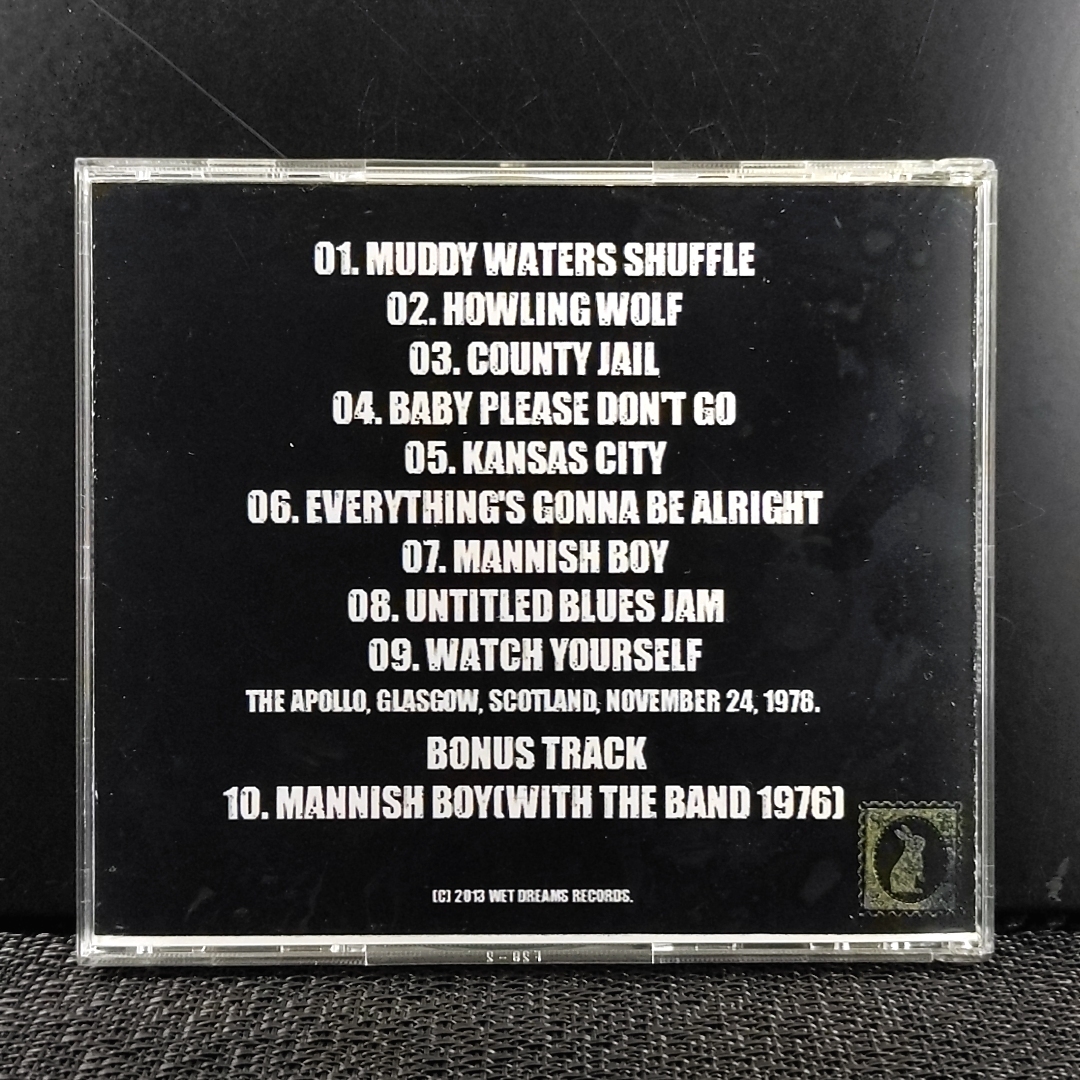 01. MUDDY WATERS SHUFFLE
02. HOWLING WOLF
03. COUNTY JAIL
04. BABY PLEASE DON'T GO
05. KANSAS CITY
06. EVERYTHING'S GONNA BE ALRIGHT
07. MANNISH BOY
08. UNTITLED BLUES JAM
09. WATCH YOURSELF
THE APOLLO, GLASGOW, SCOTLAND, NOVEMBER 24, 1978.
BONUS TRACK
10. MANNISH BOY(WITH THE BAND 1976)
(C) 2013 WET DREAMS RECORDS.